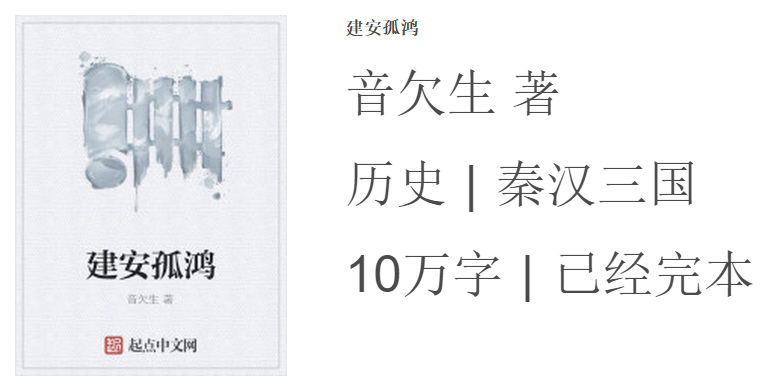 建安孤鸿
音欠生 著
起点中文网
建安孤鸿
音欠生 著
历史 | 秦汉三国
10万字 | 已经完本